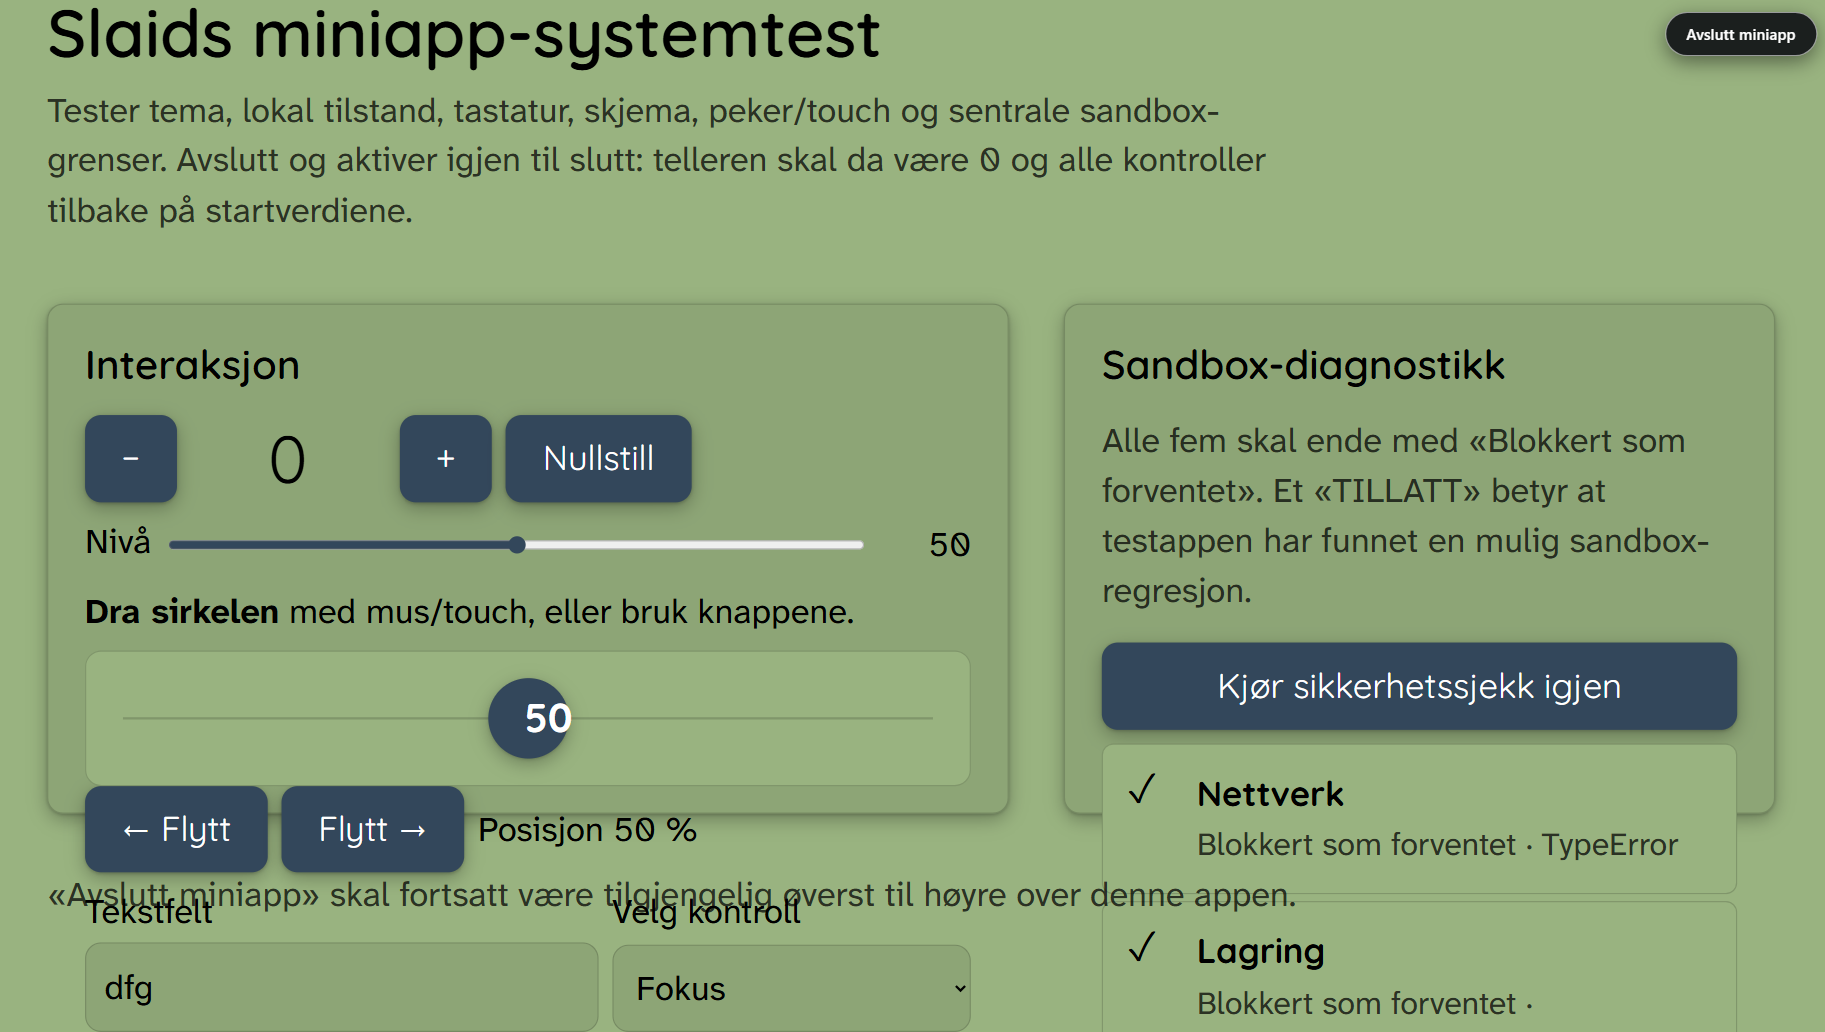 Slaids miniapp-systemtest
Avslutt miniapp
Tester tema, lokal tilstand, tastatur, skjema, peker/touch og sentrale sandbox-
grenser. Avslutt og aktiver igjen til slutt: telleren skal da være 0 og alle kontroller
tilbake på startverdiene.
Interaksjon
− 0 + Nullstill
Nivå 50
Dra sirkelen med mus/touch, eller bruk knappene.
50
← Flytt Flytt → Posisjon 50 %
«Avslutt miniapp» skal fortsatt være tilgjengelig øverst til høyre over denne appen.
Tekstfelt Velg kontroll
dfg Fokus
Sandbox-diagnostikk
Alle fem skal ende med «Blokkert som
forventet». Et «TILLATT» betyr at
testappen har funnet en mulig sandbox-
regresjon.
Kjør sikkerhetssjekk igjen
✓ Nettverk
Blokkert som forventet · TypeError
✓ Lagring
Blokkert som forventet ·